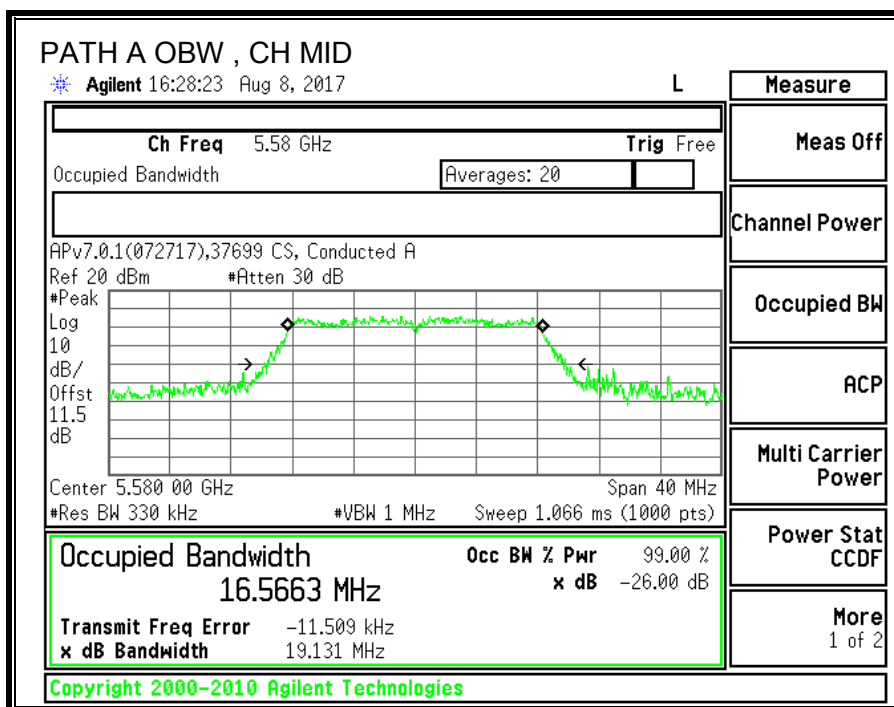 PATH A OBW , CH MID
Agilent 16:28:23 Aug 8, 2017 L
Measure
Ch Freq 5.58 GHz Trig Free
Meas Off
Occupied Bandwidth Averages: 20
Channel Power
APv7.0.1(072717),37699 CS, Conducted A
Ref 20 dBm #Atten 30 dB
#Peak
Log
10
dB/
Offst
11.5
dB
Occupied BW
ACP
Multi Carrier
Power
Center 5.580 00 GHz Span 40 MHz
#Res BW 330 kHz #VBW 1 MHz Sweep 1.066 ms (1000 pts)
Power Stat
CCDF
Occupied Bandwidth Occ BW % Pwr 99.00 %
16.5663 MHz x dB -26.00 dB
Transmit Freq Error -11.509 kHz
x dB Bandwidth 19.131 MHz
More
1 of 2
Copyright 2000-2010 Agilent Technologies